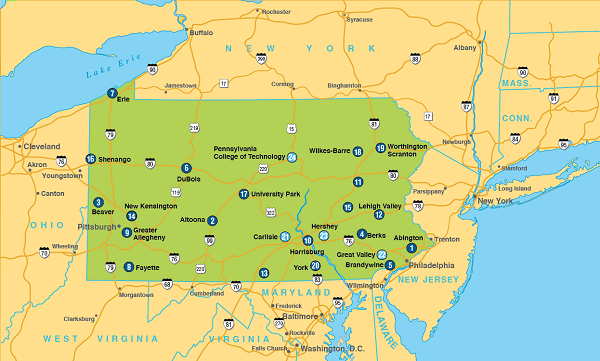 Rochester
Syracuse
Buffalo
NEW YORK
Albany
Lake Erie
90
390
88
90
MASS.
90
91
Jamestown
17
Corning
Binghamton
87
7
Erie
CONN.
84
95
17
79
219
15
81
Cleveland
76
Akron
Youngstown
16
Shenango
80
6
DuBois
Pennsylvania
College of Technology
24
220
Wilkes-Barre
18
19
Worthington
Scranton
Newburgh
Stamford
Long Island
New York
Canton
3
Beaver
New Kensington
14
119
17
University Park
11
Parsippany
78
15
Lehigh Valley
12
322
Altoona
2
99
Pittsburgh
9
Greater
Allegheny
OHIO
70
Wheeling
Carlisle
21
Hershey
23
10
Harrisburg
76
4
Berks
Abington
1
Trenton
Great Valley
22
Brandywine
5
Philadelphia
79
8
Fayette
76
220
13
York
20
83
NEW JERSEY
Wilmington
Morgantown
68
Cumberland
70
MARYLAND
Frederick
95
Baltimore
DELAWARE
Clarksburg
81
270
Rockville
WEST VIRGINIA
VIRGINIA
Falls Church
Washington D.C.